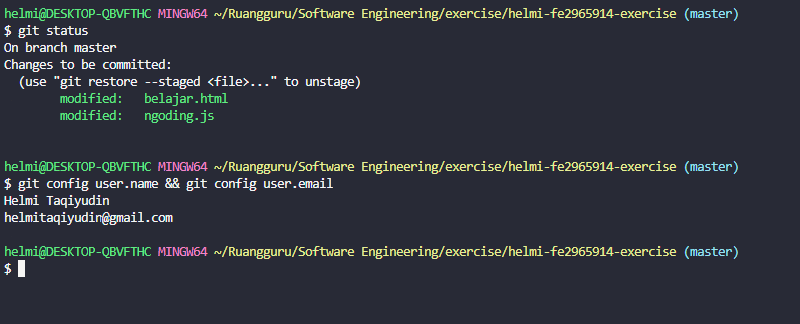 helmi@DESKTOP-QBVFTHC MINGW64 ~/Ruangguru/Software Engineering/exercise/helmi-fe2965914-exercise (master)
$ git status
On branch master
Changes to be committed:
  (use "git restore --staged <file>..." to unstage)
        modified:   belajar.html
        modified:   ngoding.js
helmi@DESKTOP-QBVFTHC MINGW64 ~/Ruangguru/Software Engineering/exercise/helmi-fe2965914-exercise (master)
$ git config user.name && git config user.email
Helmi Taqiyudin
helmitaqiyudin@gmail.com
helmi@DESKTOP-QBVFTHC MINGW64 ~/Ruangguru/Software Engineering/exercise/helmi-fe2965914-exercise (master)
$